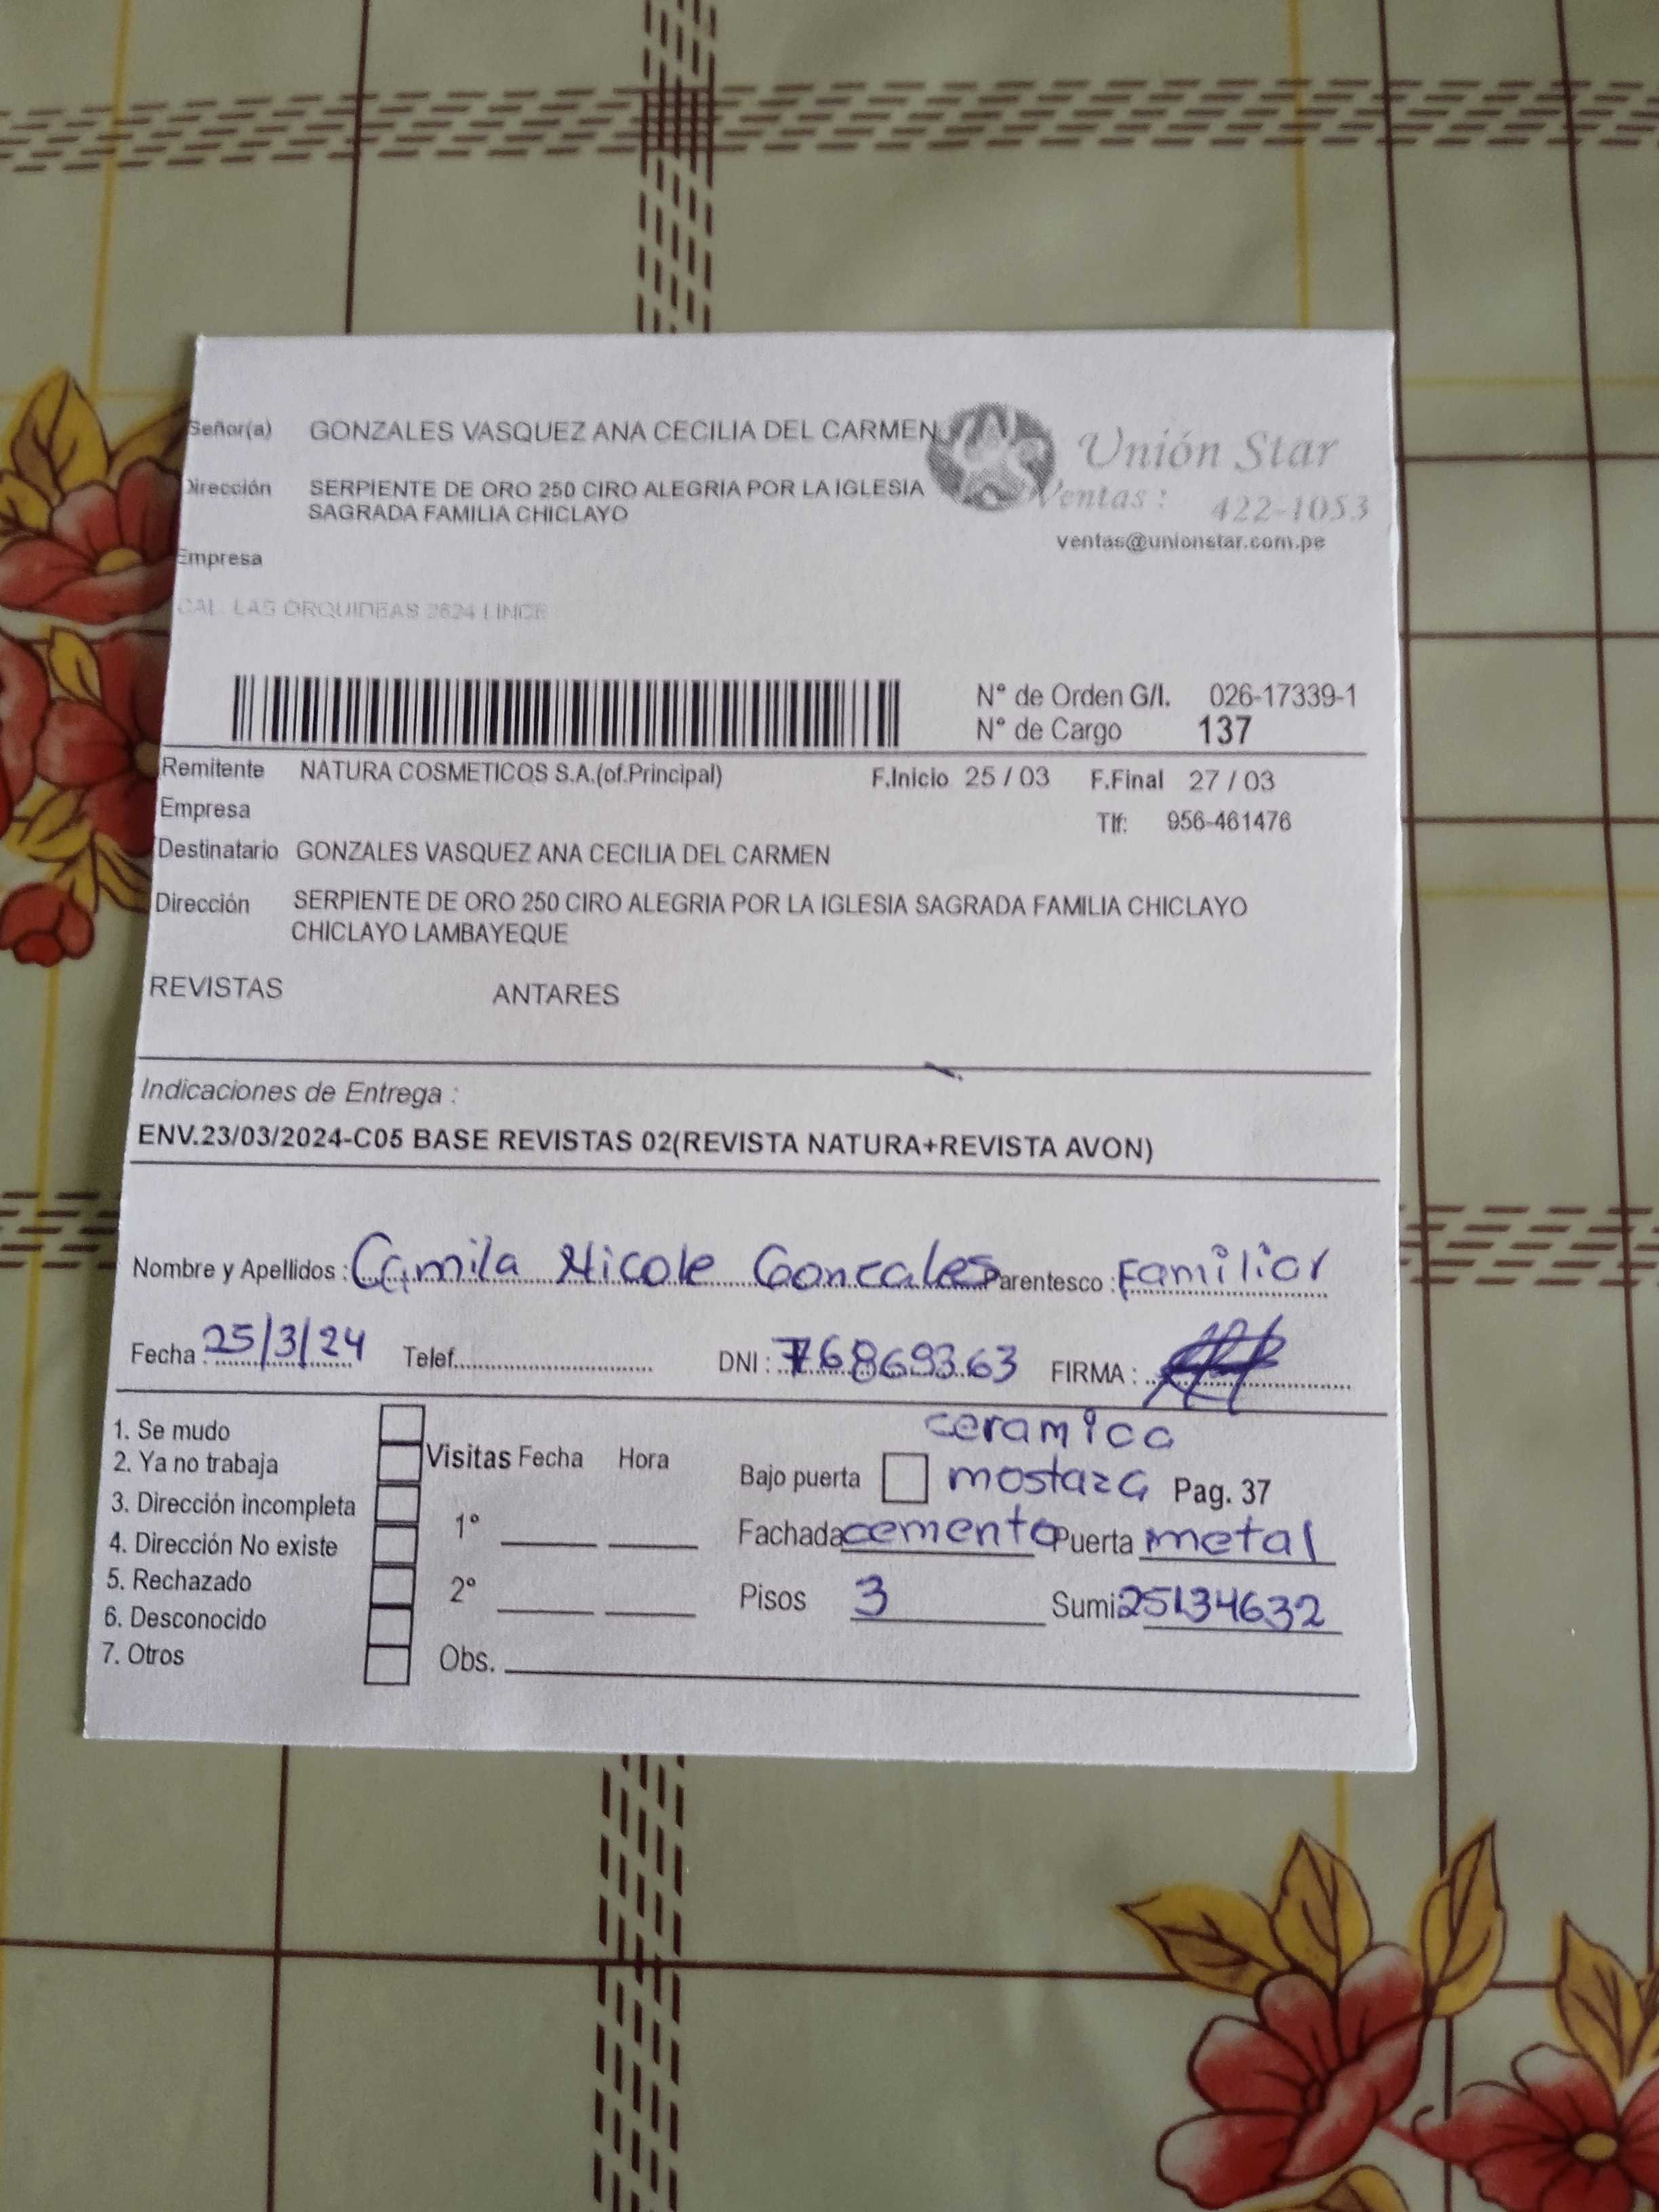 Señor(a) GONZALES VASQUEZ ANA CECILIA DEL CARMEN
Unión Star
Dirección SERPIENTE DE ORO 250 CIRO ALEGRIA POR LA IGLESIA
SAGRADA FAMILIA CHICLAYO
Ventas : 422-1053
ventas@unionstar.com.pe
Empresa
CAL. LAS ORQUIDEAS 2624 LINCE
N° de Orden G/I. 026-17339-1
N° de Cargo 137
Remitente NATURA COSMETICOS S.A.(of.Principal) F.Inicio 25 / 03 F.Final 27 / 03
Empresa Tlf: 956-461476
Destinatario GONZALES VASQUEZ ANA CECILIA DEL CARMEN
Dirección SERPIENTE DE ORO 250 CIRO ALEGRIA POR LA IGLESIA SAGRADA FAMILIA CHICLAYO
CHICLAYO LAMBAYEQUE
REVISTAS ANTARES
Indicaciones de Entrega :
ENV.23/03/2024-C05 BASE REVISTAS 02(REVISTA NATURA+REVISTA AVON)
Nombre y Apellidos : Camila Nicole Gonzales Parentesco : Familiar
Fecha : 25/3/24 Telef. DNI : 76869363 FIRMA :
1. Se mudo
2. Ya no trabaja
3. Dirección incompleta
4. Dirección No existe
5. Rechazado
6. Desconocido
7. Otros
Visitas Fecha Hora
1°
2°
Obs.
ceramica
Bajo puerta mostaza Pag. 37
Fachada cemento Puerta metal
Pisos 3 Sumi 25134632